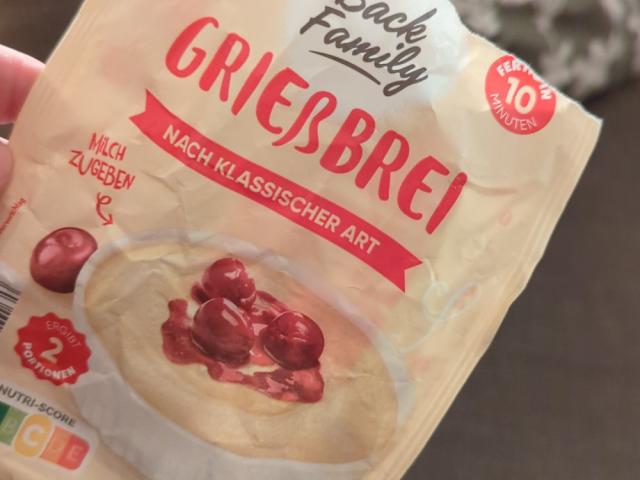 Back
Family
FERTIG IN
10
MINUTEN
GRIEßBREI
NACH KLASSISCHER ART
MILCH
ZUGEBEN
ERGIBT
2
PORTIONEN
NUTRI-SCORE
B C D E